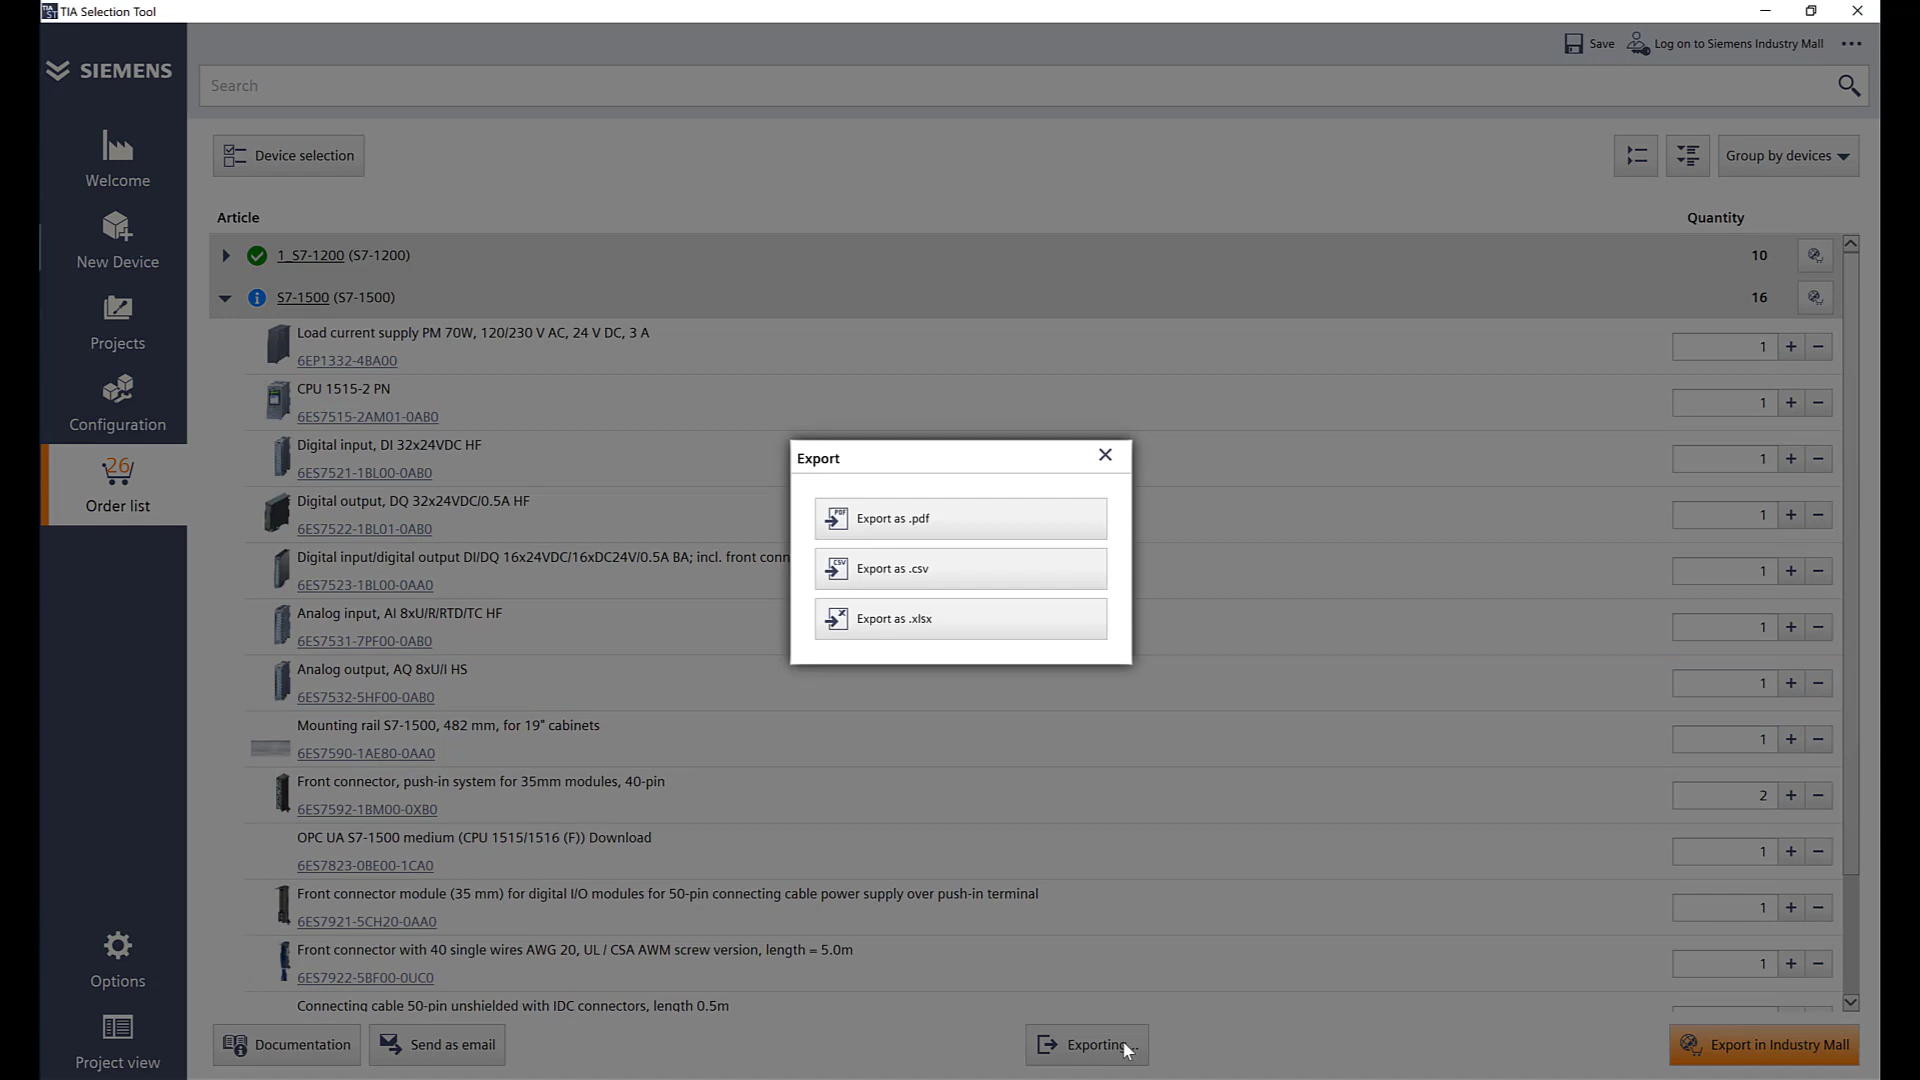 TIA Selection Tool
SIEMENS
Save
Log on to Siemens Industry Mall
Search
Device selection
Group by devices
Welcome
New Device
Projects
Configuration
26
Order list
Options
Project view
Article
Quantity
1_S7-1200 (S7-1200)
10
S7-1500 (S7-1500)
16
Load current supply PM 70W, 120/230 V AC, 24 V DC, 3 A
6EP1332-4BA00
1
CPU 1515-2 PN
6ES7515-2AM01-0AB0
1
Digital input, DI 32x24VDC HF
6ES7521-1BL00-0AB0
1
Digital output, DQ 32x24VDC/0.5A HF
6ES7522-1BL01-0AB0
1
Digital input/digital output DI/DQ 16x24VDC/16xDC24V/0.5A BA; incl. front conn
6ES7523-1BL00-0AA0
1
Analog input, AI 8xU/R/RTD/TC HF
6ES7531-7PF00-0AB0
1
Analog output, AQ 8xU/I HS
6ES7532-5HF00-0AB0
1
Mounting rail S7-1500, 482 mm, for 19" cabinets
6ES7590-1AE80-0AA0
1
Front connector, push-in system for 35mm modules, 40-pin
6ES7592-1BM00-0XB0
2
OPC UA S7-1500 medium (CPU 1515/1516 (F)) Download
6ES7823-0BE00-1CA0
1
Front connector module (35 mm) for digital I/O modules for 50-pin connecting cable power supply over push-in terminal
6ES7921-5CH20-0AA0
1
Front connector with 40 single wires AWG 20, UL / CSA AWM screw version, length = 5.0m
6ES7922-5BF00-0UC0
1
Connecting cable 50-pin unshielded with IDC connectors, length 0.5m
Export
PDF
Export as .pdf
CSV
Export as .csv
Export as .xlsx
Documentation
Send as email
Exporting...
Export in Industry Mall